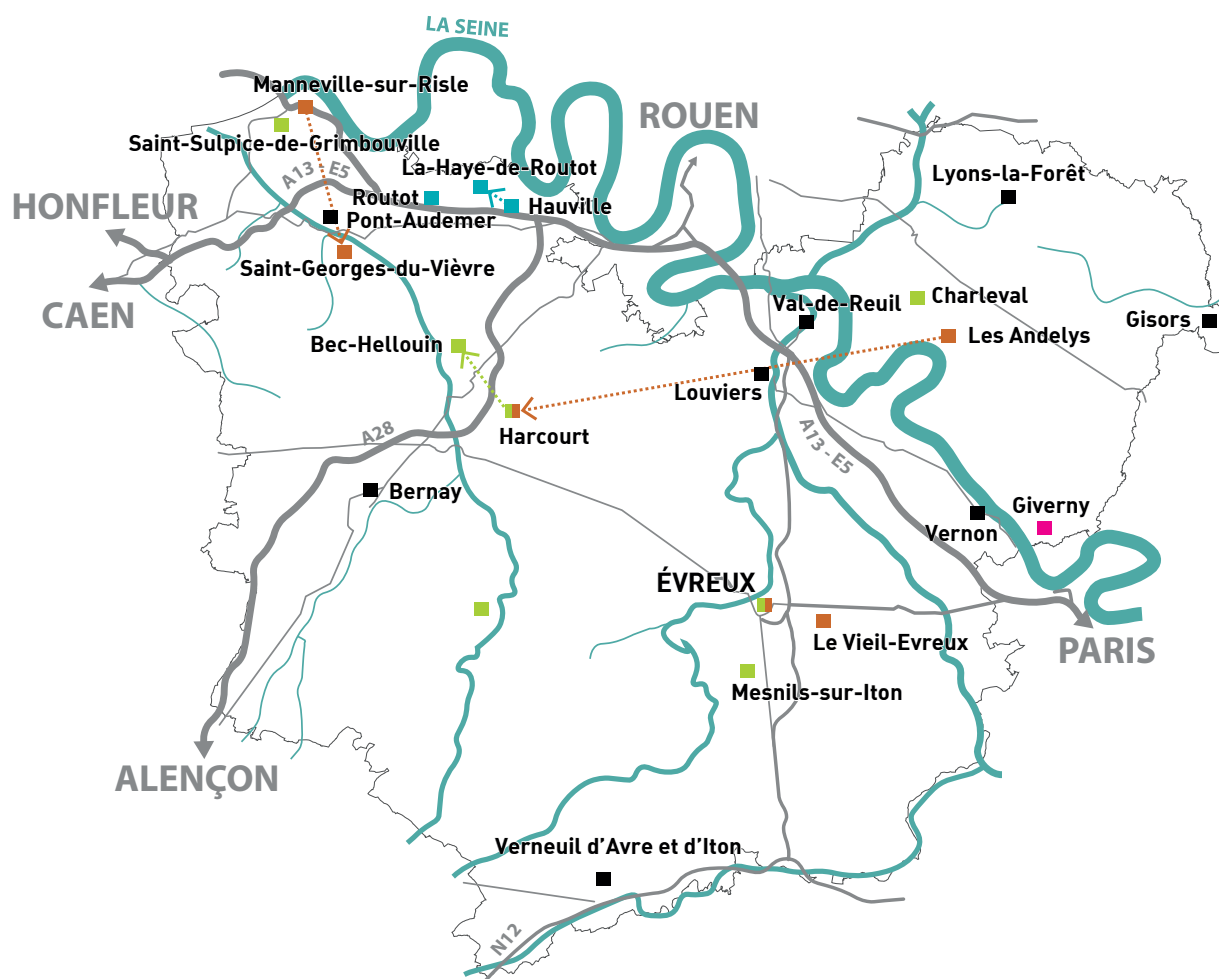 LA SEINE
Manneville-sur-Risle
ROUEN
Saint-Sulpice-de-Grimbouville
La-Haye-de-Routot
A13 - E5
Lyons-la-Forêt
Routot
Hauville
HONFLEUR
Pont-Audemer
Saint-Georges-du-Vièvre
CAEN
Val-de-Reuil
Charleval
Gisors
Bec-Hellouin
Les Andelys
Louviers
Harcourt
A28
A13 - E5
Bernay
Giverny
Vernon
ÉVREUX
Le Vieil-Evreux
PARIS
Mesnils-sur-Iton
ALENÇON
Verneuil d’Avre et d’Iton
N12